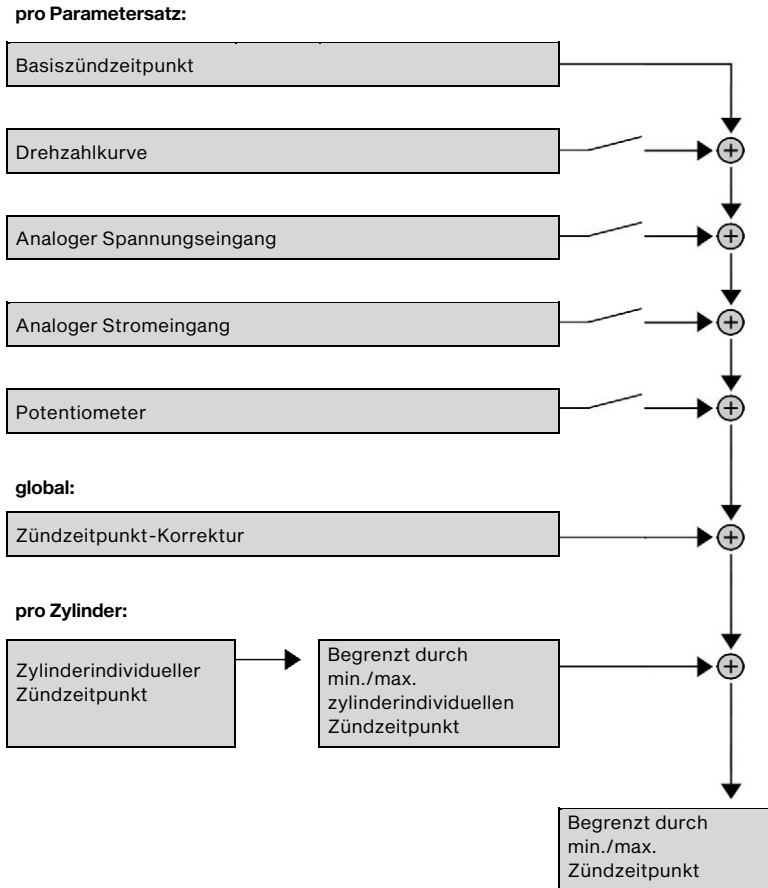 pro Parametersatz:
Basiszündzeitpunkt
Drehzahlkurve
Analoger Spannungseingang
Analoger Stromeingang
Potentiometer
global:
Zündzeitpunkt-Korrektur
pro Zylinder:
Zylinderindividueller
Zündzeitpunkt
Begrenzt durch
min./max.
zylinderindividuellen
Zündzeitpunkt
Begrenzt durch
min./max.
Zündzeitpunkt